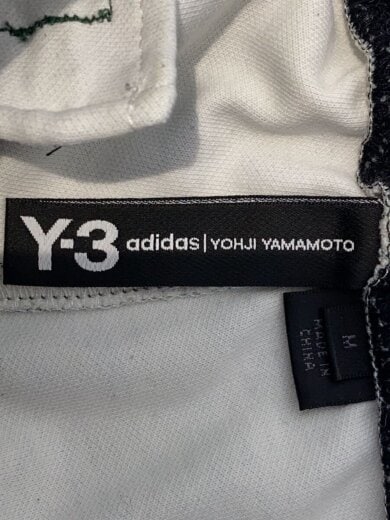 Y-3 adidas | YOHJI YAMAMOTO
M
MADE IN
CHINA